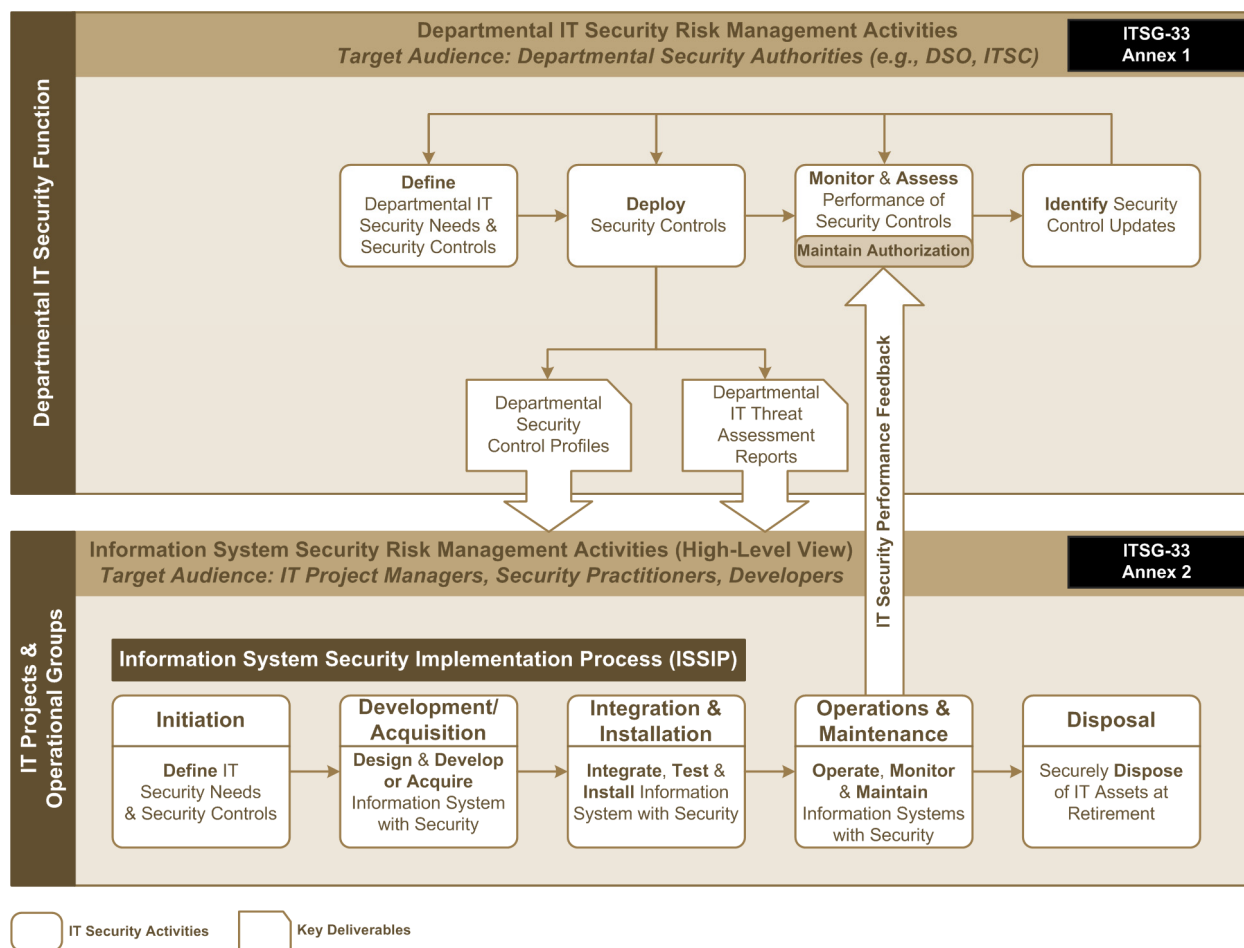 Departmental IT Security Risk Management Activities
Target Audience: Departmental Security Authorities (e.g., DSO, ITSC)
ITSG-33
Annex 1
Departmental IT Security Function
Define
Departmental IT
Security Needs &
Security Controls
Deploy
Security Controls
Monitor & Assess
Performance of
Security Controls
Maintain Authorization
Identify Security
Control Updates
Departmental
Security
Control Profiles
Departmental
IT Threat
Assessment
Reports
IT Security Performance Feedback
Information System Security Risk Management Activities (High-Level View)
Target Audience: IT Project Managers, Security Practitioners, Developers
ITSG-33
Annex 2
IT Projects &
Operational Groups
Information System Security Implementation Process (ISSIP)
Initiation
Define IT
Security Needs
& Security Controls
Development/
Acquisition
Design & Develop
or Acquire
Information System
with Security
Integration &
Installation
Integrate, Test &
Install Information
System with Security
Operations &
Maintenance
Operate, Monitor
& Maintain
Information Systems
with Security
Disposal
Securely Dispose
of IT Assets at
Retirement
IT Security Activities
Key Deliverables